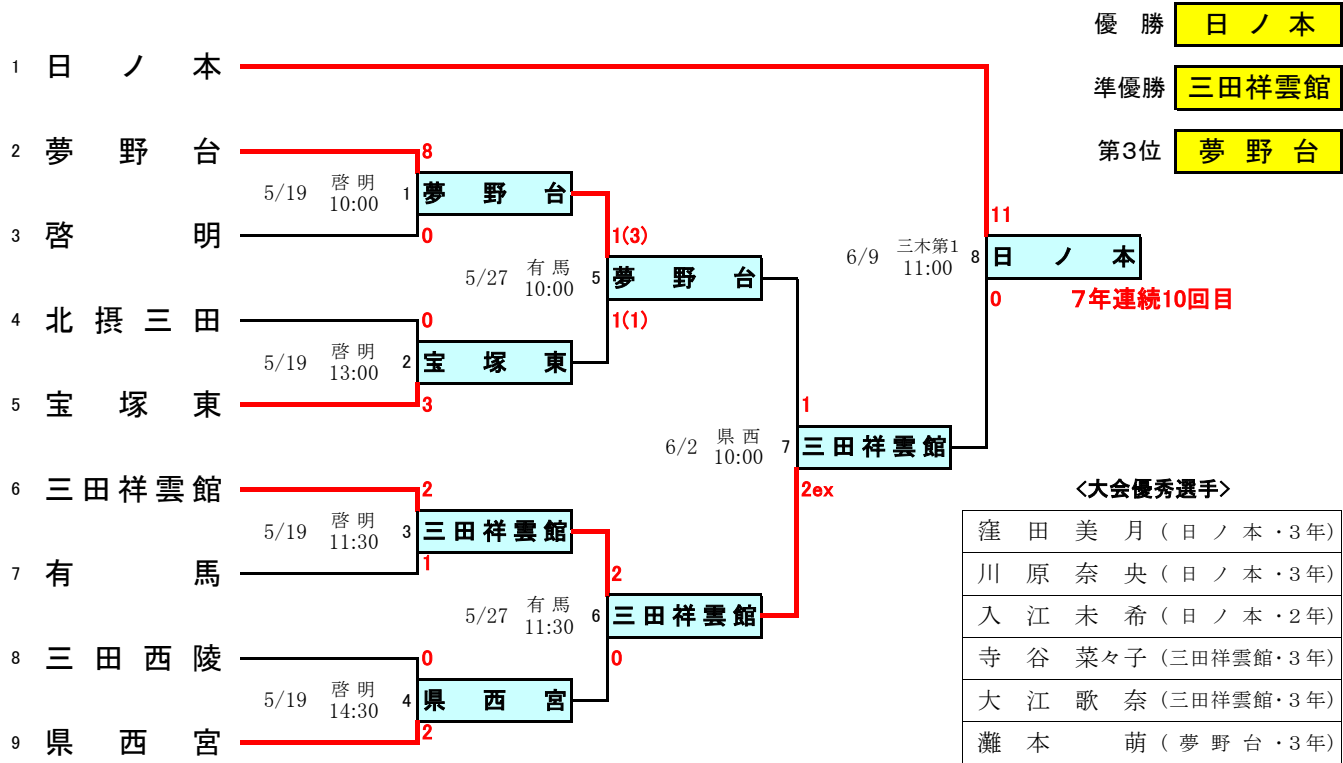 優勝 日ノ本
準優勝 三田祥雲館
第3位 夢野台
1 日ノ本
2 夢野台
8
5/19 啓明 10:00 1 夢野台
3 啓明
0
1(3)
5/27 有馬 10:00 5 夢野台
1(1)
4 北摂三田
0
5/19 啓明 13:00 2 宝塚東
5 宝塚東
3
11
6/9 三木第1 11:00 8 日ノ本
0 7年連続10回目
1
6/2 県西 10:00 7 三田祥雲館
2ex
6 三田祥雲館
2
5/19 啓明 11:30 3 三田祥雲館
7 有馬
1
2
5/27 有馬 11:30 6 三田祥雲館
0
8 三田西陵
0
5/19 啓明 14:30 4 県西宮
9 県西宮
2
<大会優秀選手>
窪田美月(日ノ本・3年)
川原奈央(日ノ本・3年)
入江未希(日ノ本・2年)
寺谷菜々子(三田祥雲館・3年)
大江歌奈(三田祥雲館・3年)
灘本萌(夢野台・3年)